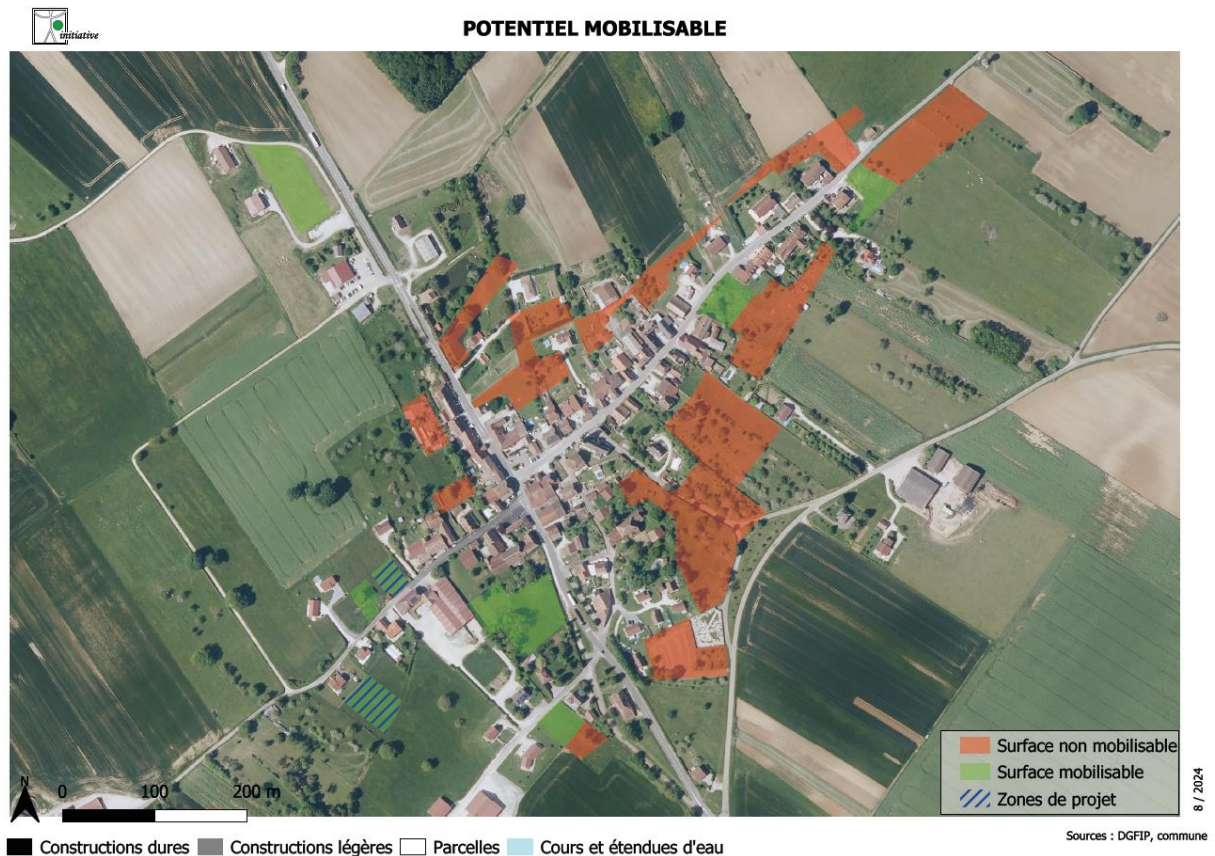 initiative
POTENTIEL MOBILISABLE
Surface non mobilisable
Surface mobilisable
Zones de projet
N
0 100 200 m
8 / 2024
Sources : DGFIP, commune
Constructions dures Constructions légères Parcelles Cours et étendues d'eau